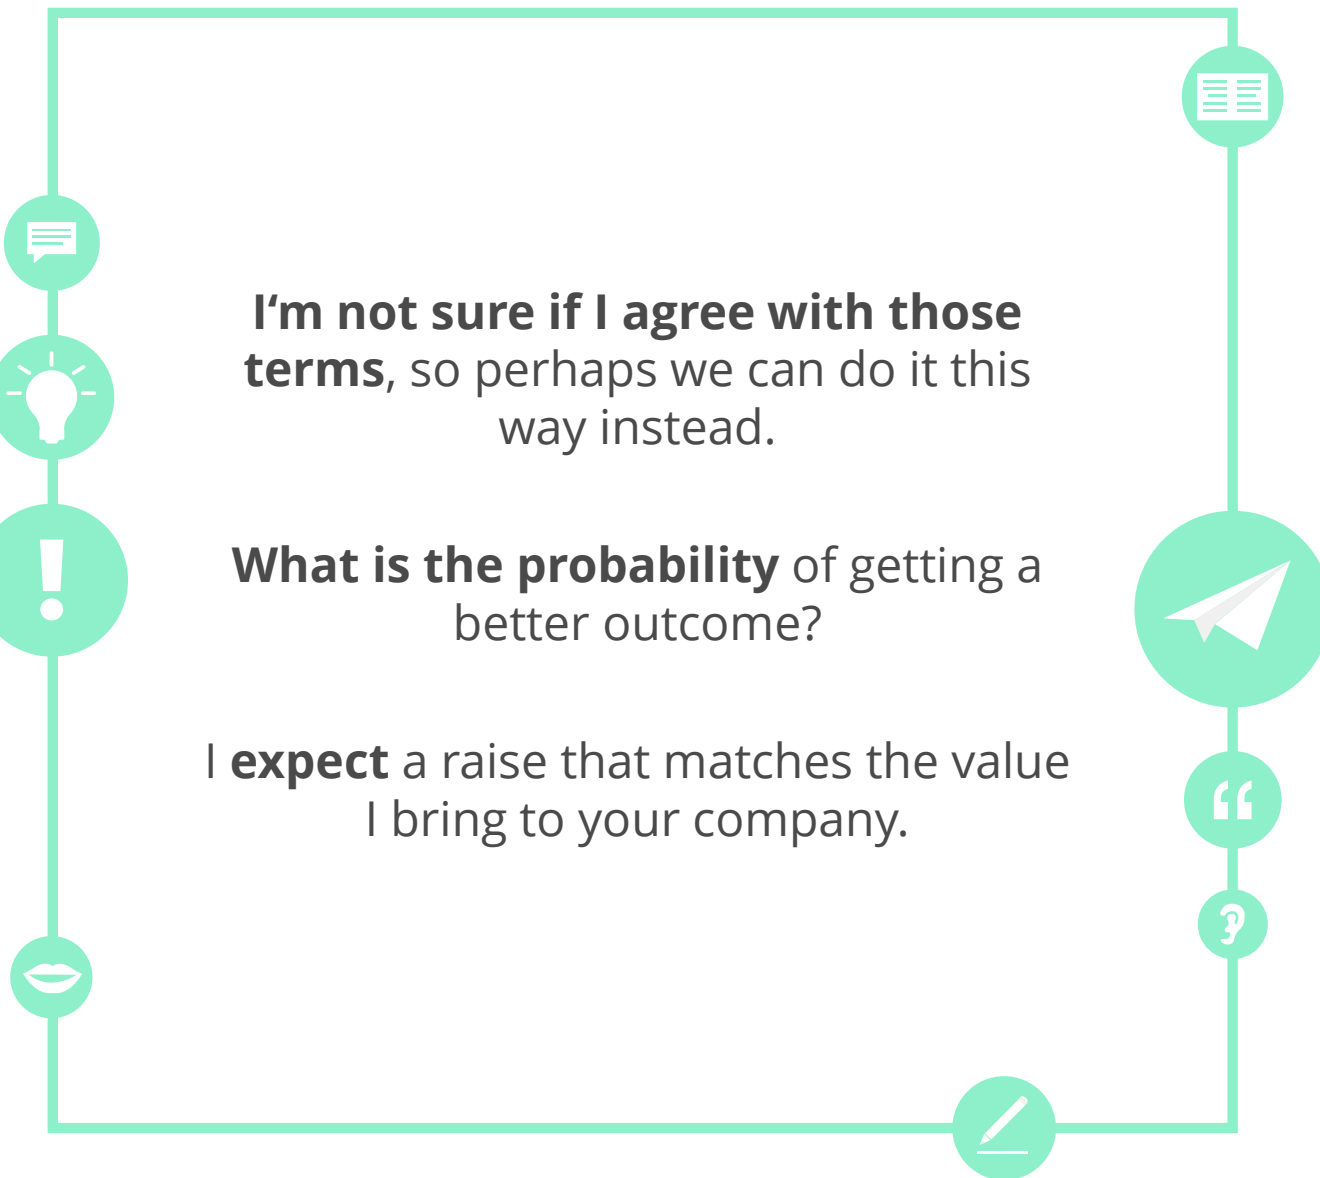 I‘m not sure if I agree with those
terms, so perhaps we can do it this
way instead.
What is the probability of getting a
better outcome?
I expect a raise that matches the value
I bring to your company.